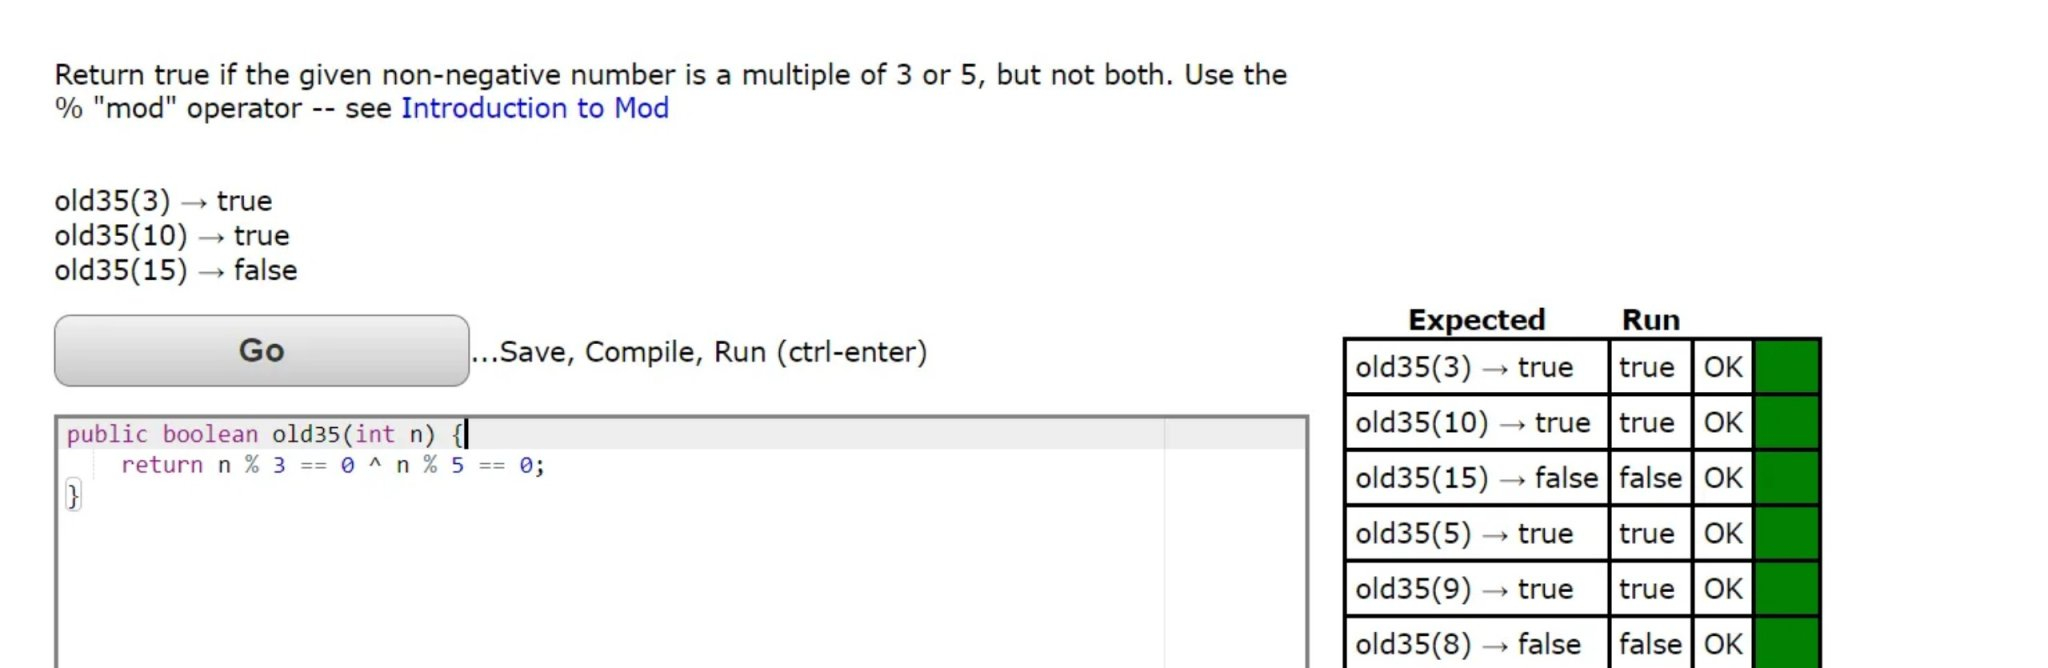 Return true if the given non-negative number is a multiple of 3 or 5, but not both. Use the
% "mod" operator -- see Introduction to Mod
old35(3) → true
old35(10) → true
old35(15) → false
Go ...Save, Compile, Run (ctrl-enter)
public boolean old35(int n) {
return n % 3 == 0 ^ n % 5 == 0;
}
Expected Run
old35(3) → true true OK
old35(10) → true true OK
old35(15) → false false OK
old35(5) → true true OK
old35(9) → true true OK
old35(8) → false false OK